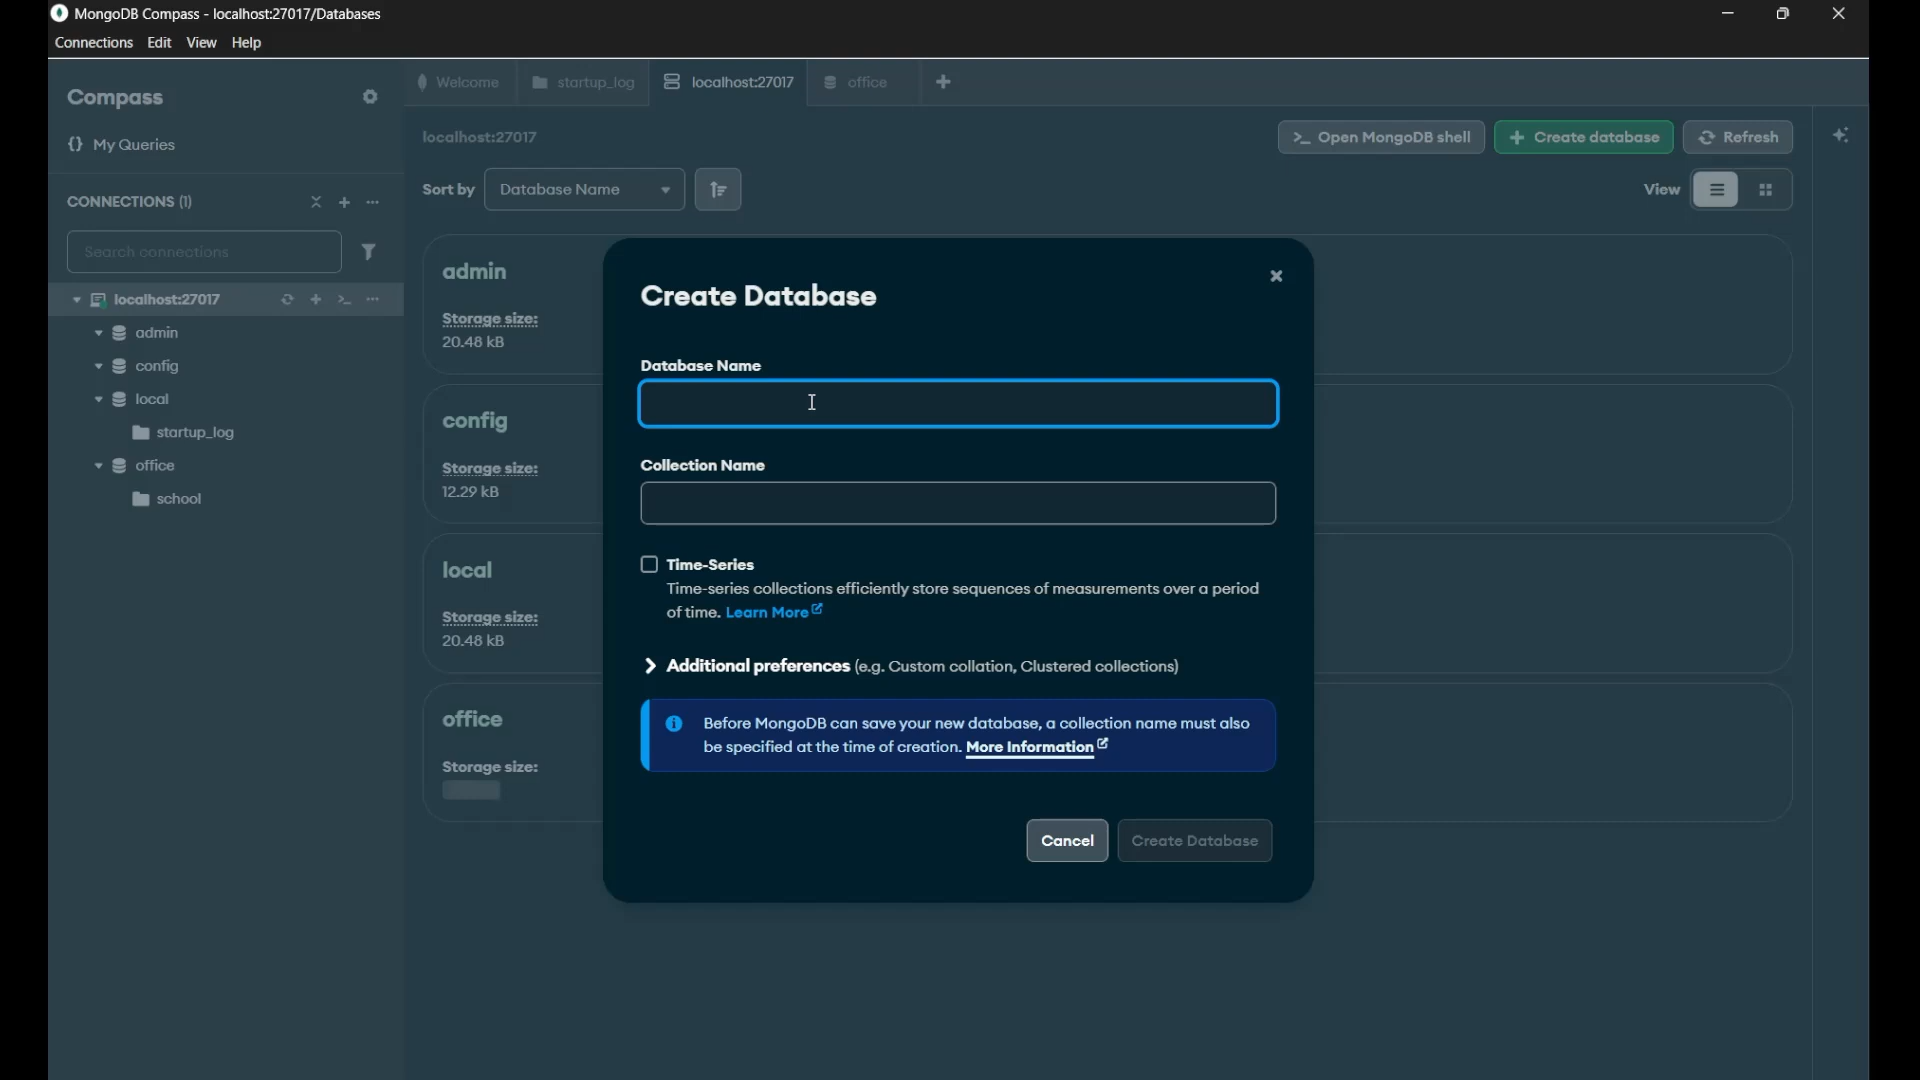 MongoDB Compass - localhost:27017/Databases
Connections Edit View Help
Compass
Welcome
startup_log
localhost:27017
office
{} My Queries
localhost:27017
>_ Open MongoDB shell
+ Create database
Refresh
CONNECTIONS (1)
Sort by
Database Name
View
Search connections
localhost:27017
admin
config
local
startup_log
office
school
admin
Storage size:
20.48 kB
config
Storage size:
12.29 kB
local
Storage size:
20.48 kB
office
Storage size:
Create Database
Database Name
Collection Name
Time-Series
Time-series collections efficiently store sequences of measurements over a period
of time. Learn More
Additional preferences (e.g. Custom collation, Clustered collections)
Before MongoDB can save your new database, a collection name must also
be specified at the time of creation. More Information
Cancel
Create Database